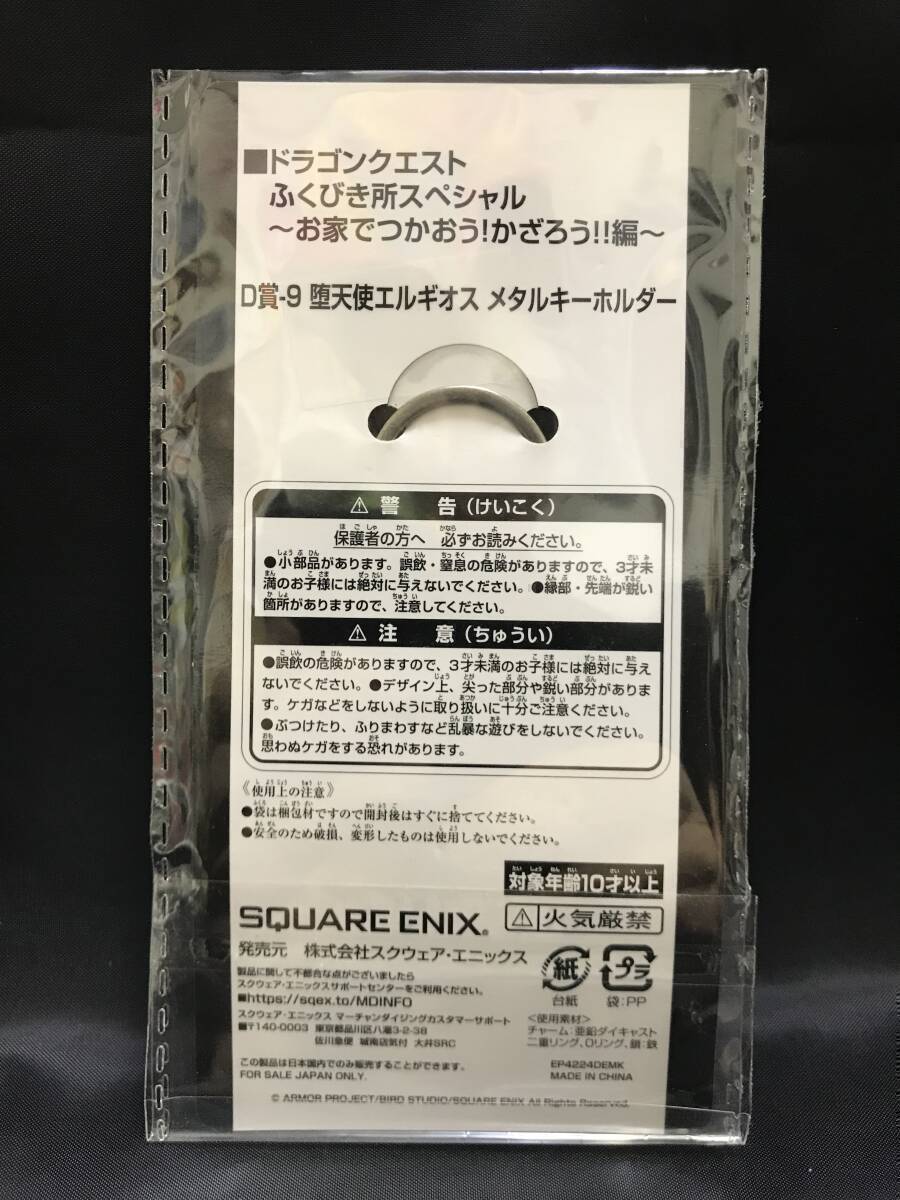 ■ドラゴンクエスト
ふくびき所スペシャル
～お家でつかおう!かざろう!!編～
D賞-9 堕天使エルギオス メタルキーホルダー
⚠ 警 告（けいこく）
保護者の方へ 必ずお読みください。
●小部品があります。誤飲・窒息の危険がありますので、3才未
満のお子様には絶対に与えないでください。●縁部・先端が鋭い
箇所がありますので、注意してください。
⚠ 注 意（ちゅうい）
●誤飲の危険がありますので、3才未満のお子様には絶対に与え
ないでください。●デザイン上、尖った部分や鋭い部分がありま
す。ケガなどをしないように取り扱いに十分ご注意ください。
●ぶつけたり、ふりまわすなど乱暴な遊びをしないでください。
思わぬケガをする恐れがあります。
《使用上の注意》
●袋は梱包材ですので開封後はすぐに捨ててください。
●安全のため破損、変形したものは使用しないでください。
対象年齢10才以上
SQUARE ENIX®
⚠火気厳禁
発売元 株式会社スクウェア・エニックス
製品に関して不都合な点がございましたら
スクウェア・エニックスサポートセンターをご利用ください。
■https://sqex.to/MDINFO
スクウェア・エニックス マーチャンダイジングカスタマーサポート
■〒140-0003 東京都品川区八潮3-2-38
佐川急便 城南店気付 大井SRC
紙
台紙
プラ
袋:PP
＜使用素材＞
チャーム:亜鉛ダイキャスト
二重リング、Oリング、鎖:鉄
この製品は日本国内でのみ販売することができます。
FOR SALE JAPAN ONLY.
EP4224DEMK
MADE IN CHINA
© ARMOR PROJECT/BIRD STUDIO/SQUARE ENIX All Rights Reserved.